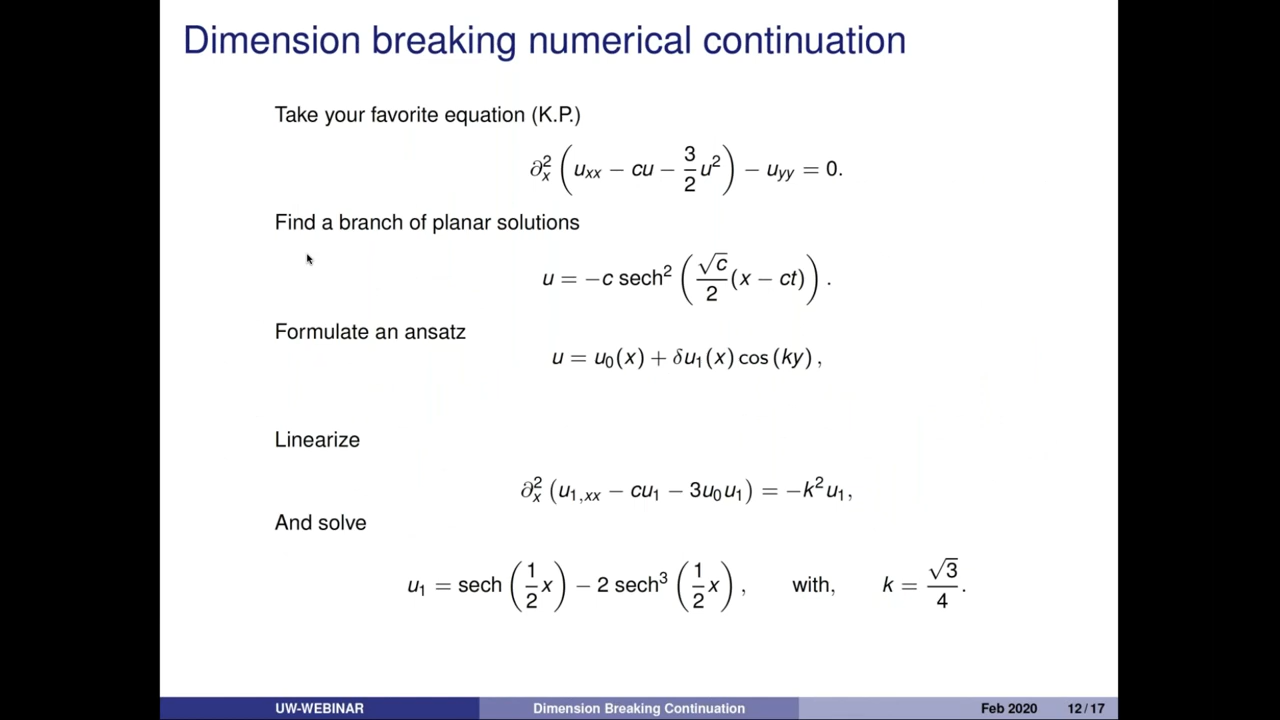 Dimension breaking numerical continuation
Take your favorite equation (K.P.)
∂²ₓ (uₓₓ − cu − 3/2 u²) − u_yy = 0.
Find a branch of planar solutions
u = −c sech² (√c/2 (x − ct)) .
Formulate an ansatz
u = u₀(x) + δu₁(x) cos (ky) ,
Linearize
∂²ₓ (u₁,ₓₓ − cu₁ − 3u₀u₁) = −k²u₁,
And solve
u₁ = sech (1/2 x) − 2 sech³ (1/2 x) , with, k = √3/4 .
UW-WEBINAR Dimension Breaking Continuation Feb 2020 12 / 17